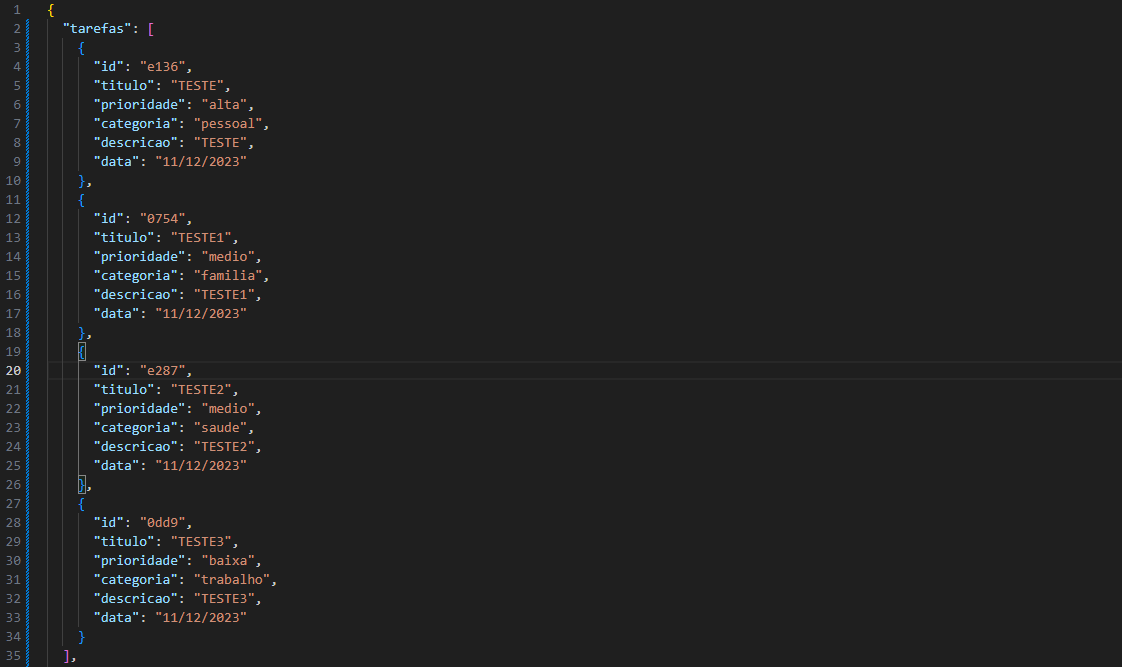 1 {
2 "tarefas": [
3 {
4 "id": "e136",
5 "titulo": "TESTE",
6 "prioridade": "alta",
7 "categoria": "pessoal",
8 "descricao": "TESTE",
9 "data": "11/12/2023"
10 },
11 {
12 "id": "0754",
13 "titulo": "TESTE1",
14 "prioridade": "medio",
15 "categoria": "familia",
16 "descricao": "TESTE1",
17 "data": "11/12/2023"
18 },
19 {
20 "id": "e287",
21 "titulo": "TESTE2",
22 "prioridade": "medio",
23 "categoria": "saude",
24 "descricao": "TESTE2",
25 "data": "11/12/2023"
26 },
27 {
28 "id": "0dd9",
29 "titulo": "TESTE3",
30 "prioridade": "baixa",
31 "categoria": "trabalho",
32 "descricao": "TESTE3",
33 "data": "11/12/2023"
34 }
35 ],